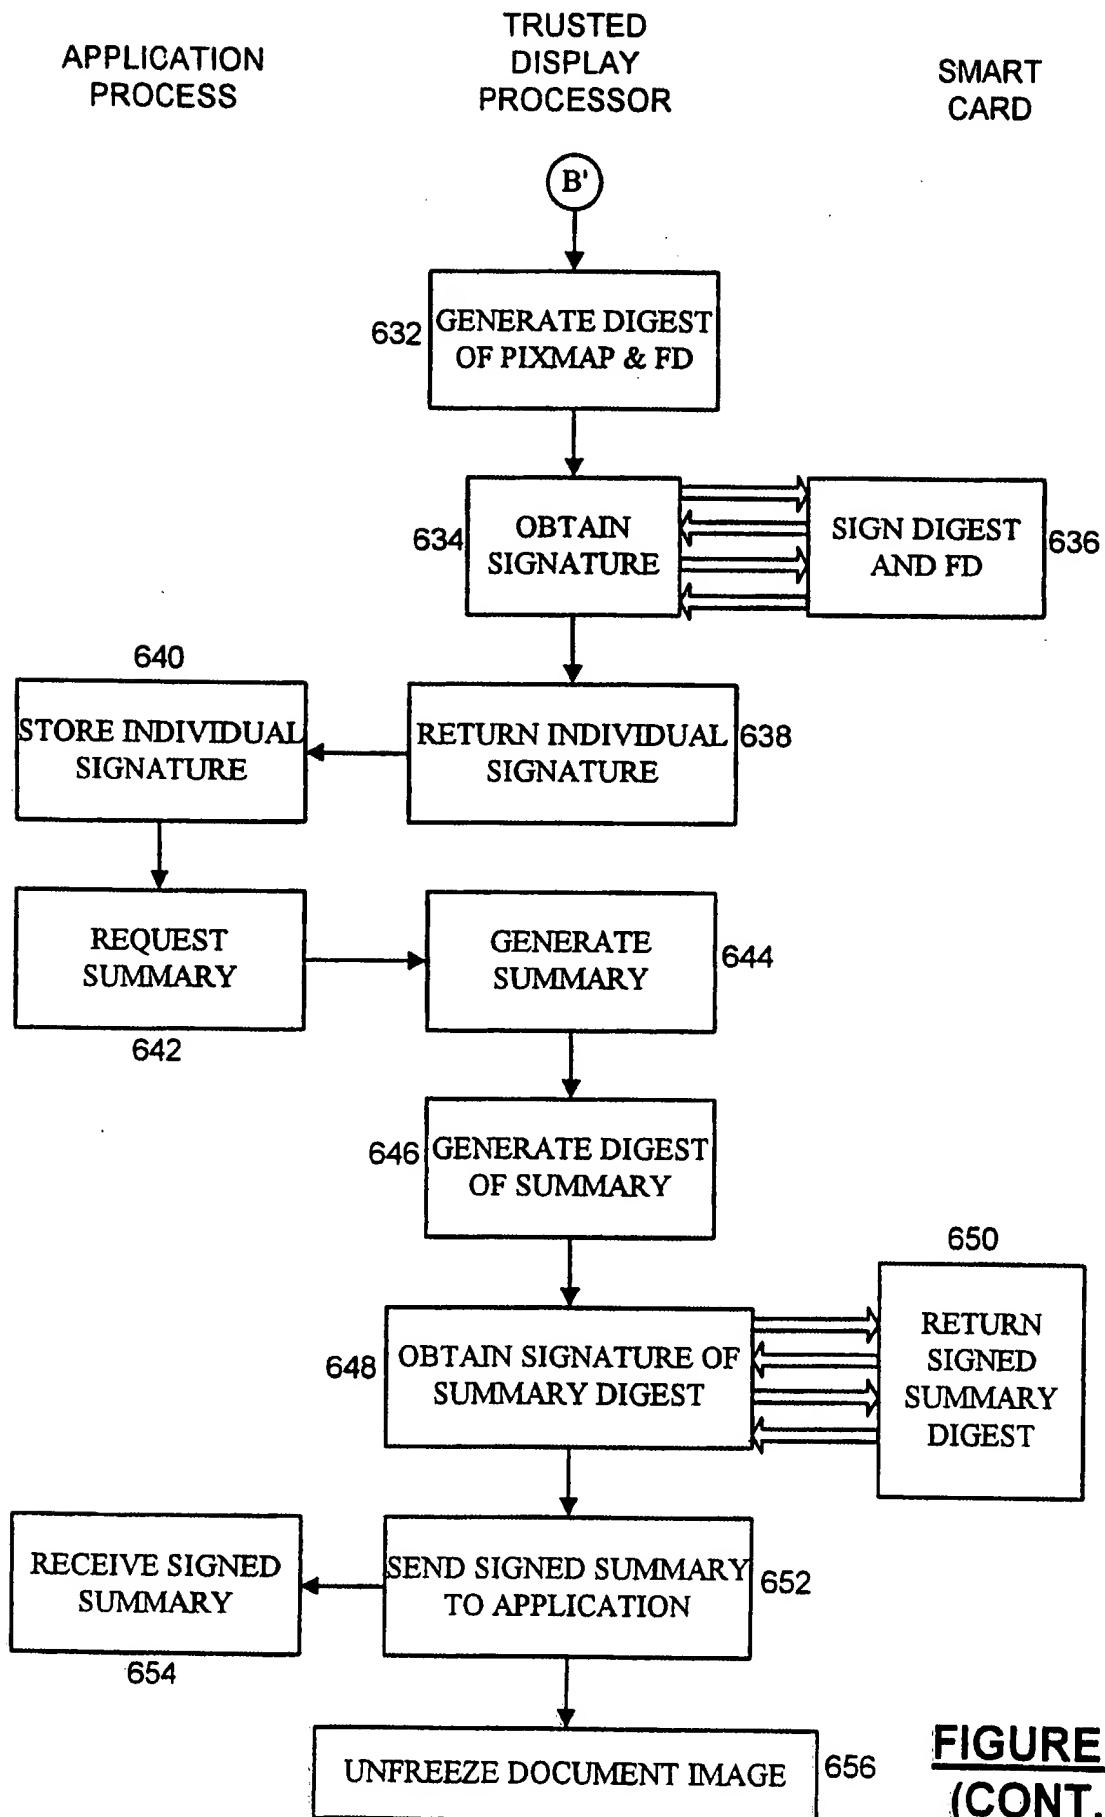 APPLICATION
PROCESS
TRUSTED
DISPLAY
PROCESSOR
SMART
CARD
B'
632
GENERATE DIGEST
OF PIXMAP & FD
634
OBTAIN
SIGNATURE
SIGN DIGEST
AND FD
636
640
STORE INDIVIDUAL
SIGNATURE
RETURN INDIVIDUAL
SIGNATURE
638
REQUEST
SUMMARY
642
GENERATE
SUMMARY
644
646
GENERATE DIGEST
OF SUMMARY
648
OBTAIN SIGNATURE OF
SUMMARY DIGEST
650
RETURN
SIGNED
SUMMARY
DIGEST
RECEIVE SIGNED
SUMMARY
654
SEND SIGNED SUMMARY
TO APPLICATION
652
UNFREEZE DOCUMENT IMAGE
656
FIGURE
(CONT.